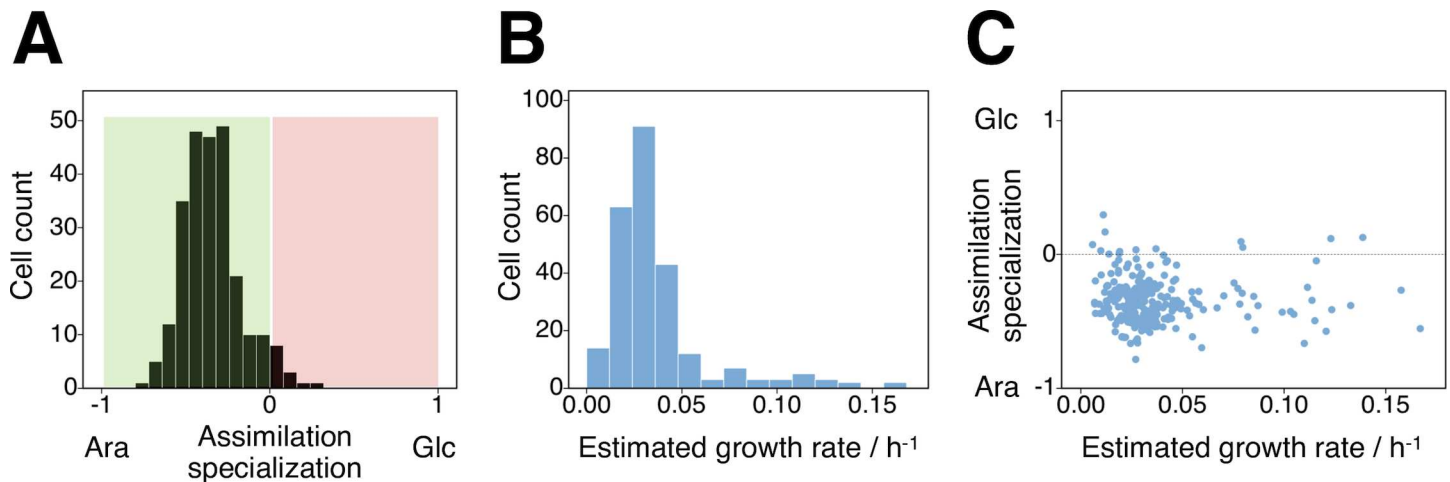 A
50
40
30
20
10
0
Cell count
-1
0
1
Ara
Assimilation
specialization
Glc
B
100
80
60
40
20
0
Cell count
0.00
0.05
0.10
0.15
Estimated growth rate / h-1
C
Glc
1
0
Ara
-1
Assimilation
specialization
0.00
0.05
0.10
0.15
Estimated growth rate / h-1